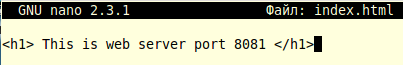 GNU nano 2.3.1 Файл: index.html
<h1> This is web server port 8081 </h1>